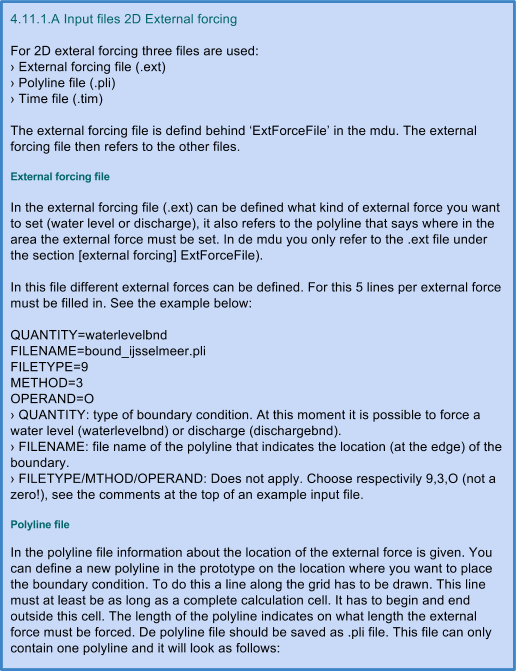 4.11.1.A Input files 2D External forcing
For 2D exteral forcing three files are used:
› External forcing file (.ext)
› Polyline file (.pli)
› Time file (.tim)
The external forcing file is defind behind ‘ExtForceFile’ in the mdu. The external
forcing file then refers to the other files.
External forcing file
In the external forcing file (.ext) can be defined what kind of external force you want
to set (water level or discharge), it also refers to the polyline that says where in the
area the external force must be set. In de mdu you only refer to the .ext file under
the section [external forcing] ExtForceFile).
In this file different external forces can be defined. For this 5 lines per external force
must be filled in. See the example below:
QUANTITY=waterlevelbnd
FILENAME=bound_ijsselmeer.pli
FILETYPE=9
METHOD=3
OPERAND=O
› QUANTITY: type of boundary condition. At this moment it is possible to force a
water level (waterlevelbnd) or discharge (dischargebnd).
› FILENAME: file name of the polyline that indicates the location (at the edge) of the
boundary.
› FILETYPE/MTHOD/OPERAND: Does not apply. Choose respectivily 9,3,O (not a
zero!), see the comments at the top of an example input file.
Polyline file
In the polyline file information about the location of the external force is given. You
can define a new polyline in the prototype on the location where you want to place
the boundary condition. To do this a line along the grid has to be drawn. This line
must at least be as long as a complete calculation cell. It has to begin and end
outside this cell. The length of the polyline indicates on what length the external
force must be forced. De polyline file should be saved as .pli file. This file can only
contain one polyline and it will look as follows: